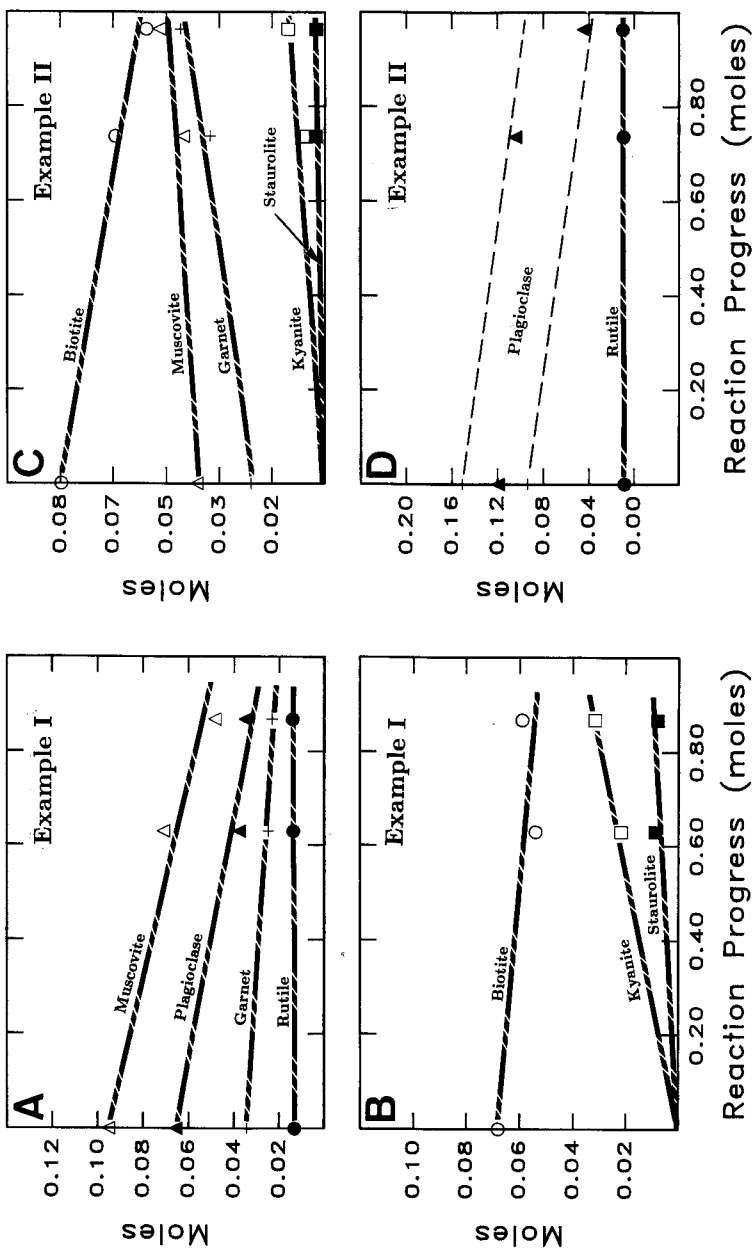 A
Example I
Moles
0.10
0.08
0.06
0.04
0.02
Muscovite
Plagioclase
Garnet
Rutile
B
Example I
Moles
0.10
0.08
0.06
0.04
0.02
Biotite
Kyanite
Staurolite
0.20 0.40 0.60 0.80
Reaction Progress (moles)
C
Example II
Moles
0.08
0.07
0.06
0.05
0.04
0.03
0.02
Biotite
Muscovite
Garnet
Kyanite
Staurolite
D
Example II
Moles
0.20
0.16
0.12
0.08
0.04
0.00
Plagioclase
Rutile
0.20 0.40 0.60 0.80
Reaction Progress (moles)